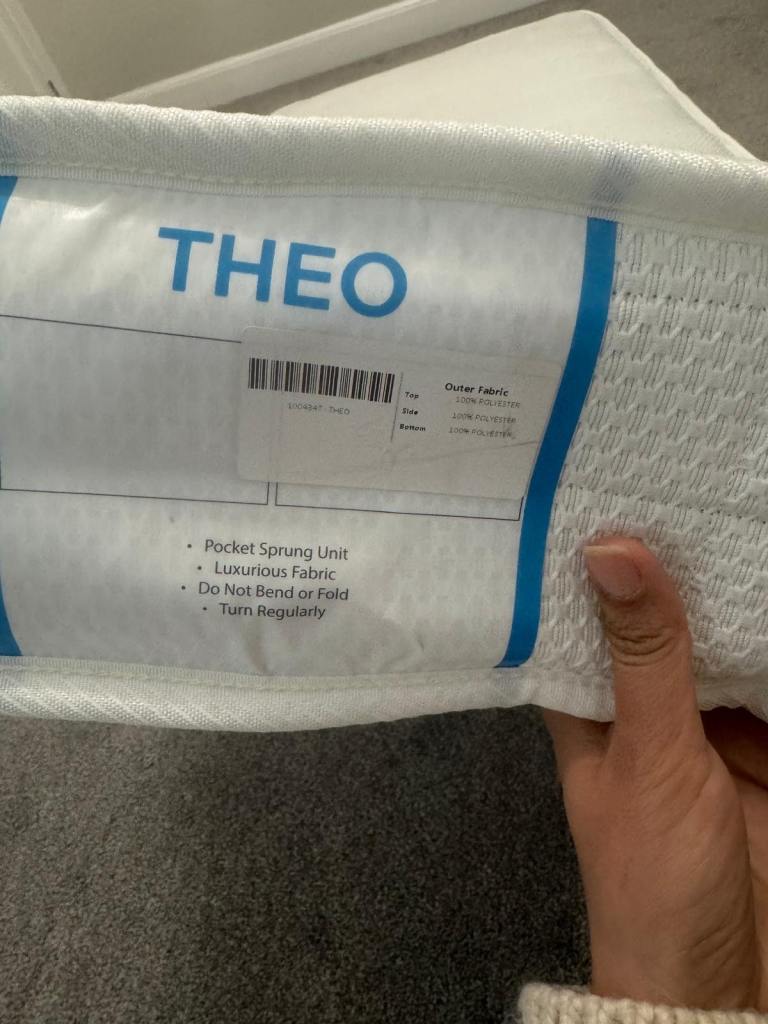 THEO
Outer Fabric
Top 100% POLYESTER
Side 100% POLYESTER
Bottom 100% POLYESTER
1004347-THEO
• Pocket Sprung Unit
• Luxurious Fabric
• Do Not Bend or Fold
• Turn Regularly